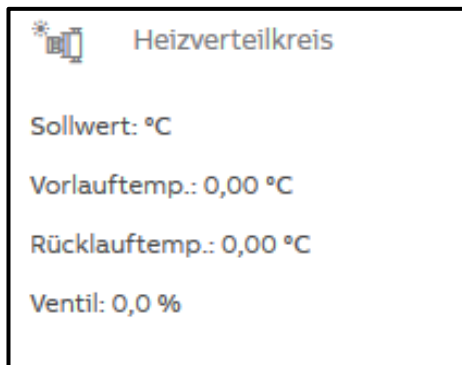 Heizverteilkreis
Sollwert: °C
Vorlauftemp.: 0,00 °C
Rücklauftemp.: 0,00 °C
Ventil: 0,0 %